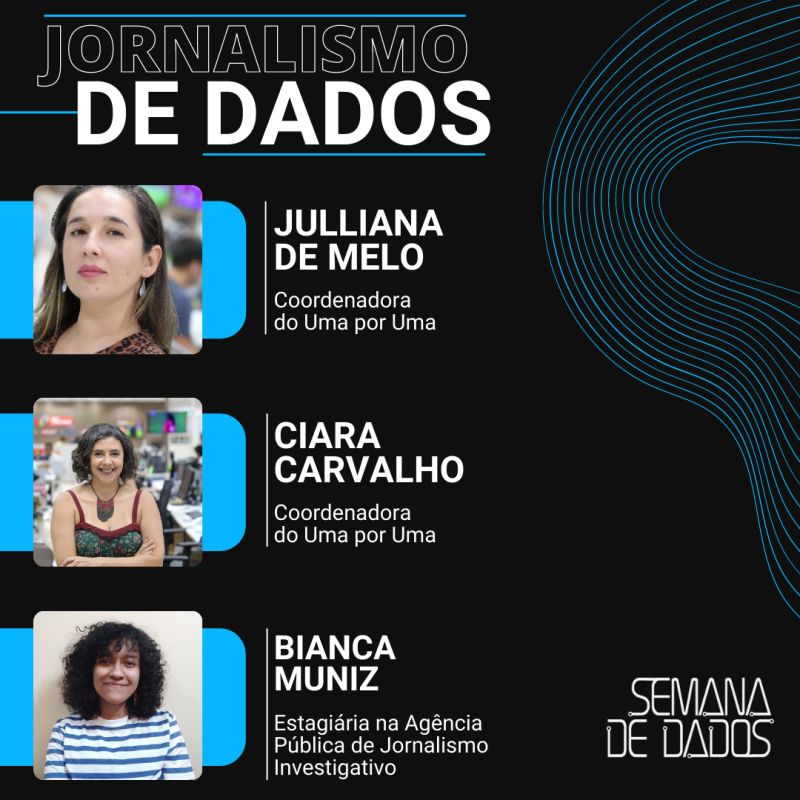 JORNALISMO
DE DADOS
JULLIANA
DE MELO
Coordenadora
do Uma por Uma
CIARA
CARVALHO
Coordenadora
do Uma por Uma
BIANCA
MUNIZ
Estagiária na Agência
Pública de Jornalismo
Investigativo
SEMANA
DE DADOS